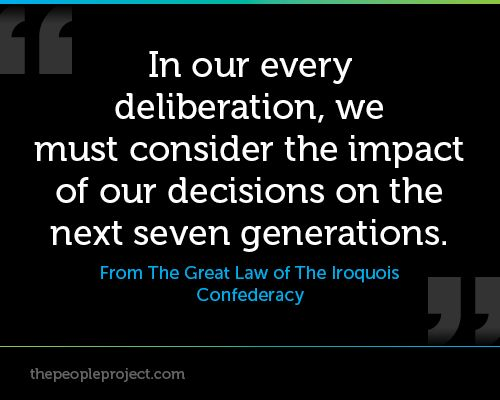 In our every
deliberation, we
must consider the impact
of our decisions on the
next seven generations.
From The Great Law of The Iroquois
Confederacy
thepeopleproject.com